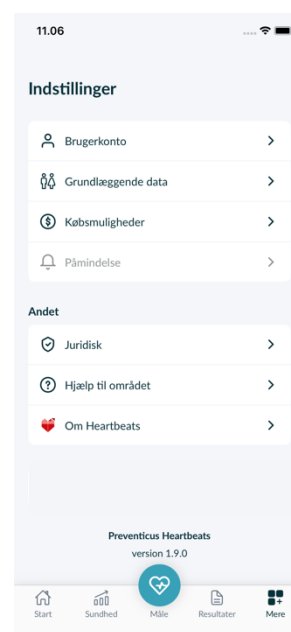 11.06
Indstillinger
Brugerkonto
Grundlæggende data
Købsmuligheder
Påmindelse
Andet
Juridisk
Hjælp til området
Om Heartbeats
Preventicus Heartbeats
version 1.9.0
Start
Sundhed
Måle
Resultater
Mere